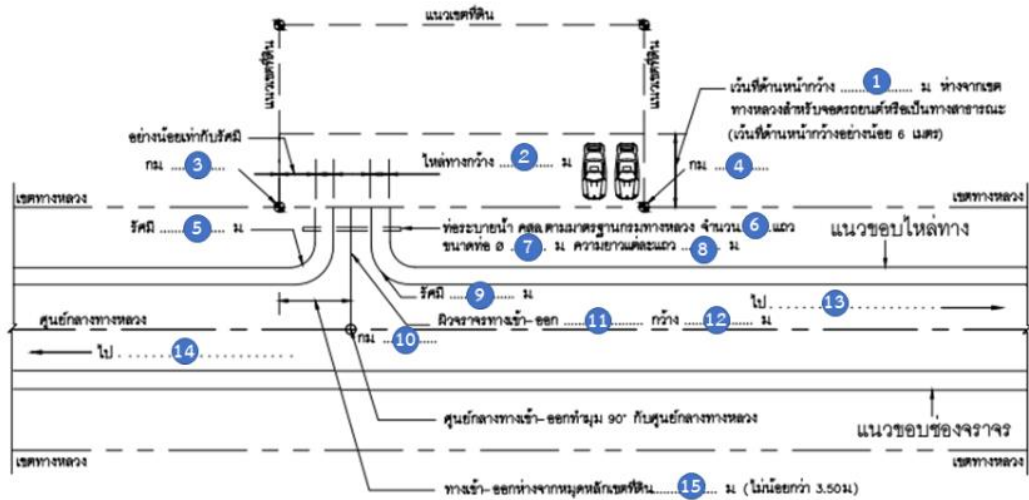 แนวเขตที่ดิน
แนวเขตที่ดิน
แนวเขตที่ดิน
เว้นที่ด้านหน้ากว้าง ..........1.......... ม ห่างจากเขต
ทางหลวงสำหรับจอดรถยนต์หรือเป็นทางสาธารณะ
(เว้นที่ด้านหน้ากว้างอย่างน้อย 6 เมตร)
อย่างน้อยเท่ากับรัศมี
กม .....3.....
ไหล่ทางกว้าง .....2..... ม
กม .....4.....
เขตทางหลวง
เขตทางหลวง
รัศมี .....5..... ม
ท่อระบายน้ำ คสล.ตามมาตรฐานกรมทางหลวง จำนวน..6..แถว
ขนาดท่อ ø ...7... ม ความยาวแต่ละแถว ...8... ม
แนวขอบไหล่ทาง
รัศมี .....9..... ม
ไป.......13.......
ผิวจราจรทางเข้า-ออก .......11....... กว้าง .....12..... ม
ศูนย์กลางทางหลวง
กม ...10...
ไป.......14.......
ศูนย์กลางทางเข้า-ออกทำมุม 90° กับศูนย์กลางทางหลวง
แนวขอบช่องจราจร
เขตทางหลวง
เขตทางหลวง
ทางเข้า-ออกห่างจากหมุดหลักเขตที่ดิน.....15..... ม (ไม่น้อยกว่า 3.50ม)